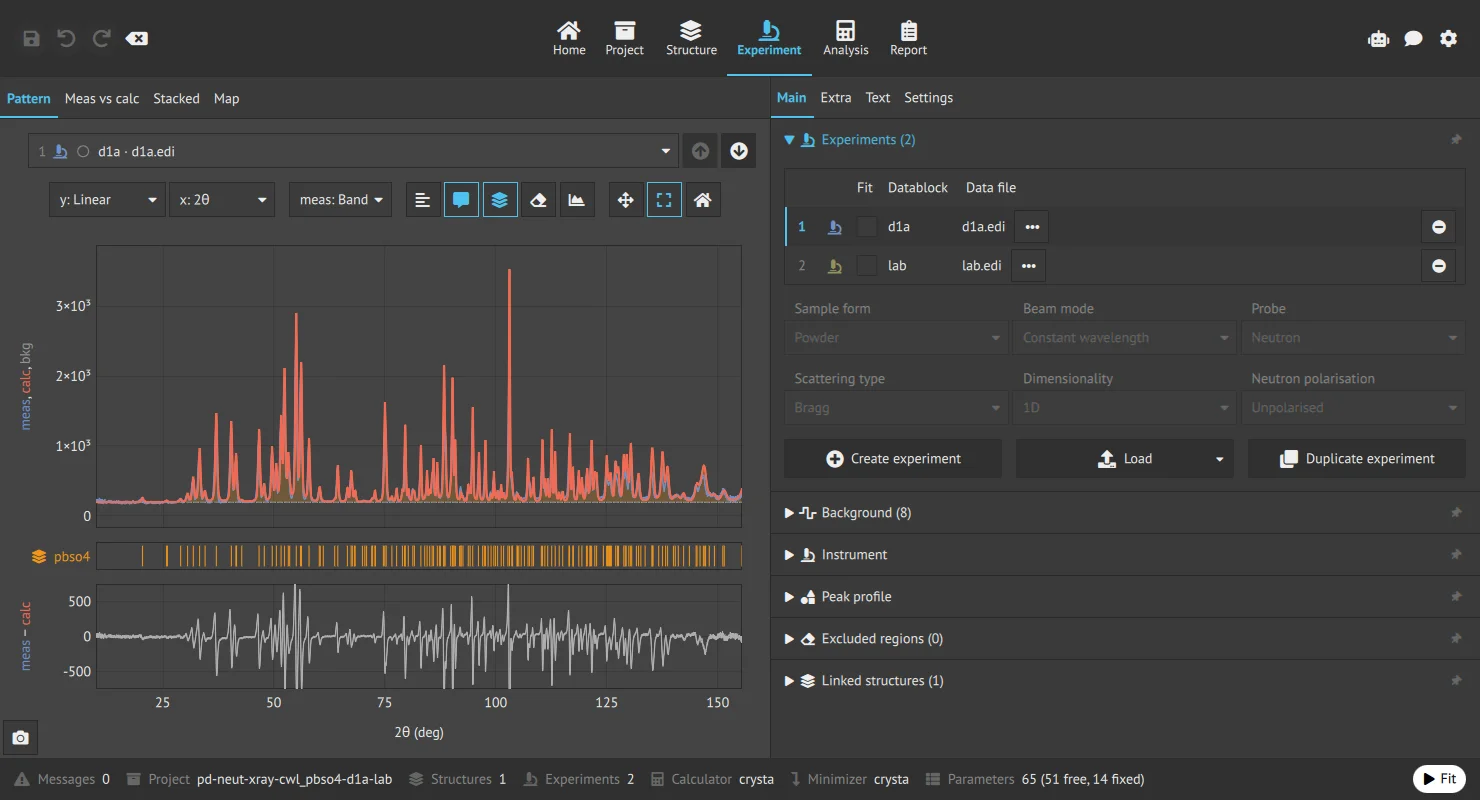 Home Project Structure Experiment Analysis Report
Pattern Meas vs calc Stacked Map
1 d1a · d1a.edi
y: Linear x: 2θ meas: Band
3×10³
2×10³
1×10³
0
meas, calc, bkg
pbso4
500
0
-500
meas − calc
25 50 75 100 125 150
2θ (deg)
Main Extra Text Settings
Experiments (2)
Fit Datablock Data file
1 d1a d1a.edi •••
2 lab lab.edi •••
Sample form Beam mode Probe
Powder Constant wavelength Neutron
Scattering type Dimensionality Neutron polarisation
Bragg 1D Unpolarised
Create experiment Load Duplicate experiment
Background (8)
Instrument
Peak profile
Excluded regions (0)
Linked structures (1)
Messages 0 Project pd-neut-xray-cwl_pbso4-d1a-lab Structures 1 Experiments 2 Calculator crysta Minimizer crysta Parameters 65 (51 free, 14 fixed) Fit